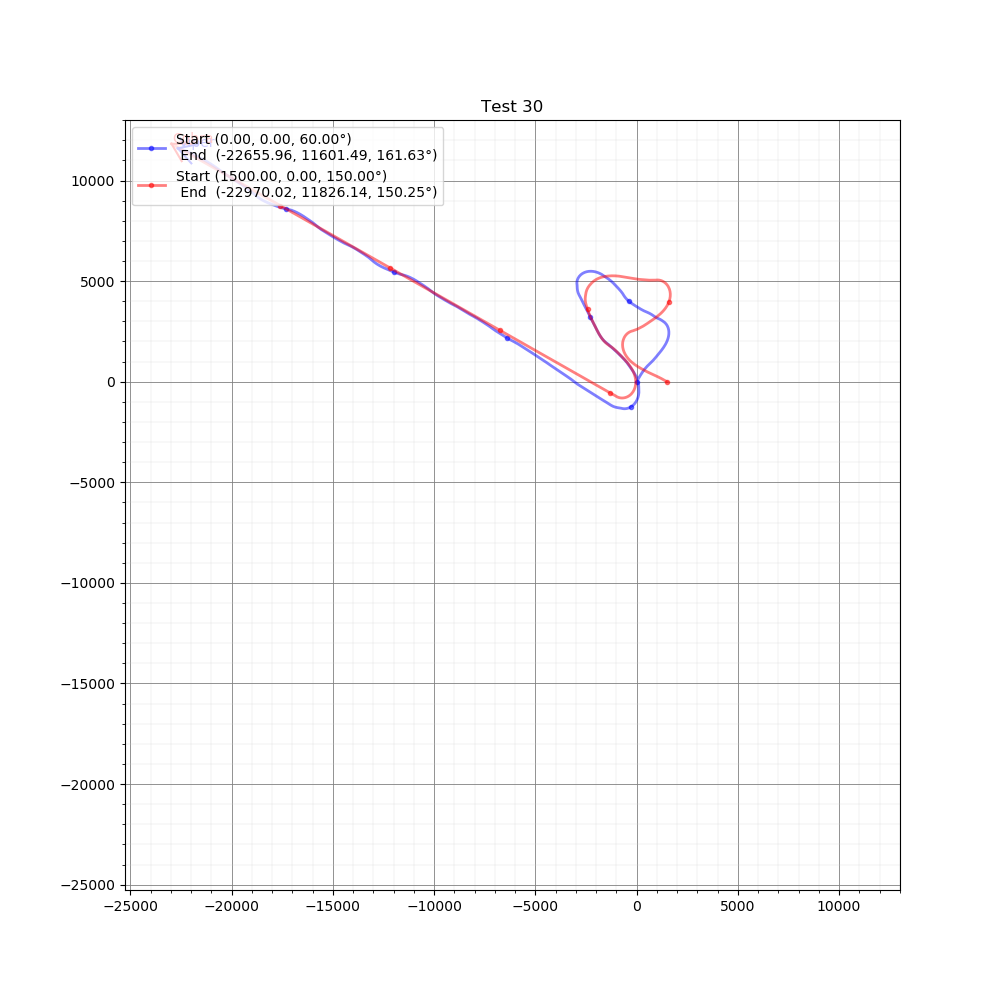 Test 30
Start (0.00, 0.00, 60.00°)
End (-22655.96, 11601.49, 161.63°)
Start (1500.00, 0.00, 150.00°)
End (-22970.02, 11826.14, 150.25°)
10000
5000
0
−5000
−10000
−15000
−20000
−25000
−25000 −20000 −15000 −10000 −5000 0 5000 10000